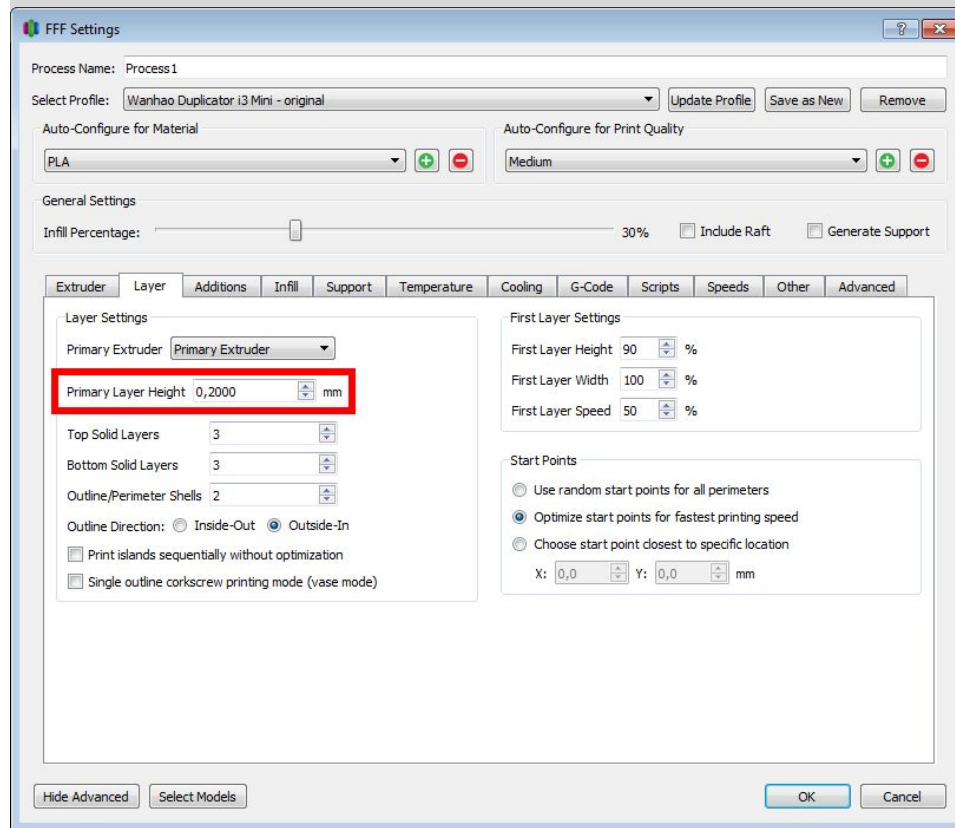 FFF Settings
Process Name: Process1
Select Profile: Wanhao Duplicator i3 Mini - original Update Profile Save as New Remove
Auto-Configure for Material
PLA
Auto-Configure for Print Quality
Medium
General Settings
Infill Percentage: 30% Include Raft Generate Support
Extruder Layer Additions Infill Support Temperature Cooling G-Code Scripts Speeds Other Advanced
Layer Settings
Primary Extruder Primary Extruder
Primary Layer Height 0,2000 mm
Top Solid Layers 3
Bottom Solid Layers 3
Outline/Perimeter Shells 2
Outline Direction: Inside-Out Outside-In
Print islands sequentially without optimization
Single outline corkscrew printing mode (vase mode)
First Layer Settings
First Layer Height 90 %
First Layer Width 100 %
First Layer Speed 50 %
Start Points
Use random start points for all perimeters
Optimize start points for fastest printing speed
Choose start point closest to specific location
X: 0,0 Y: 0,0 mm
Hide Advanced Select Models OK Cancel